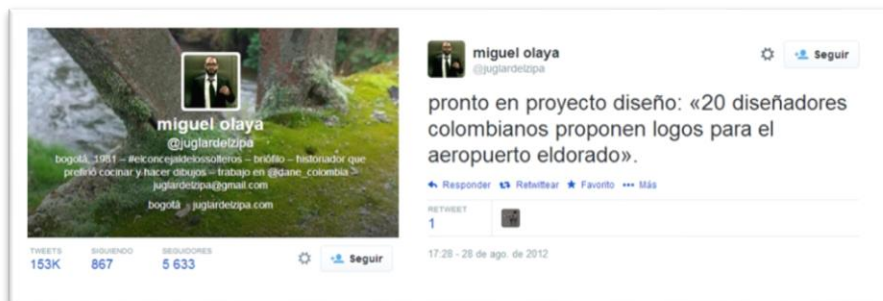 miguel olaya
@juglardelzipa
bogotá, 1981 – #elconcejaldelossolteros – briófilo – historiador que
prefirió cocinar y hacer dibujos – trabajo en @dane_colombia –
juglardelzipa@gmail.com
bogotá · juglardelzipa.com
TWEETS SIGUIENDO SEGUIDORES
153K 867 5 633
Seguir
miguel olaya
@juglardelzipa
Seguir
pronto en proyecto diseño: «20 diseñadores
colombianos proponen logos para el
aeropuerto eldorado».
Responder Retwittear Favorito Más
RETWEET
1
17:28 - 28 de ago. de 2012